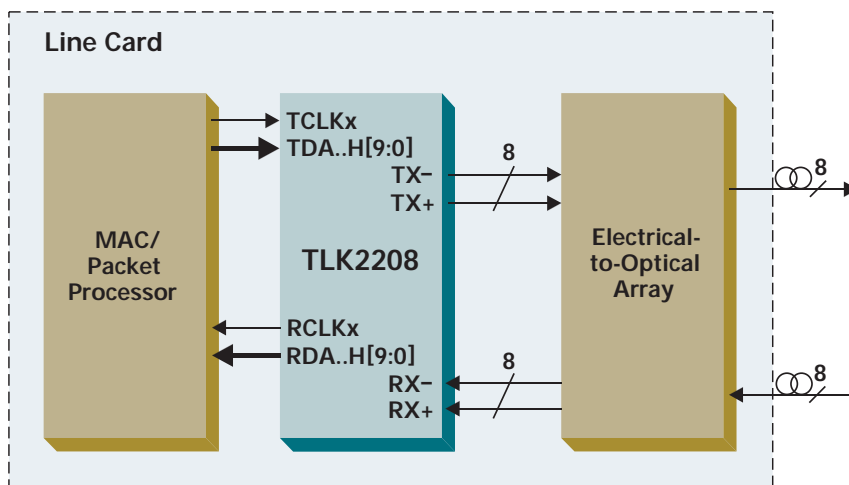 Line Card
MAC/
Packet
Processor
TCLKx
TDA..H[9:0]
TX–
TX+
TLK2208
RCLKx
RDA..H[9:0]
RX–
RX+
8
8
Electrical-
to-Optical
Array
8
8